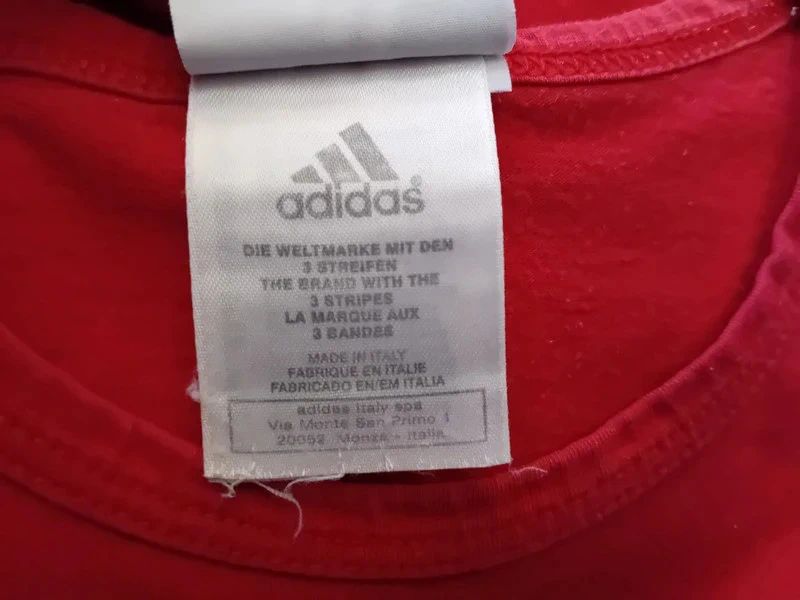 adidas®
DIE WELTMARKE MIT DEN
3 STREIFEN
THE BRAND WITH THE
3 STRIPES
LA MARQUE AUX
3 BANDES
MADE IN ITALY
FABRIQUE EN ITALIE
FABRICADO EN/EM ITALIA
adidas Italy spa
Via Monte San Primo 1
20052 Monza - Italia